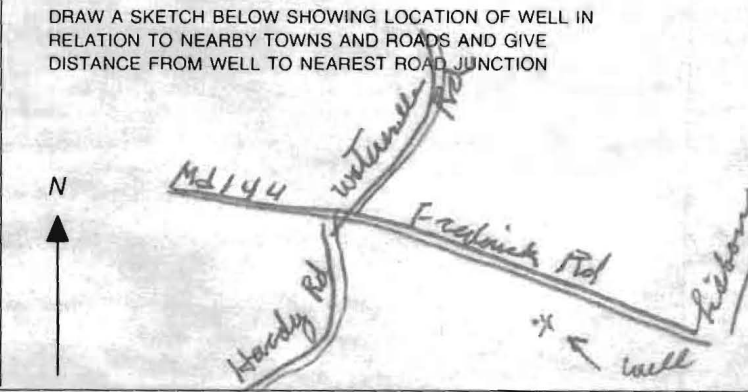 DRAW A SKETCH BELOW SHOWING LOCATION OF WELL IN
RELATION TO NEARBY TOWNS AND ROADS AND GIVE
DISTANCE FROM WELL TO NEAREST ROAD JUNCTION
Watersville
Rd
N
Md 144
Frederick Rd
Lisbon
Hardy Rd
well